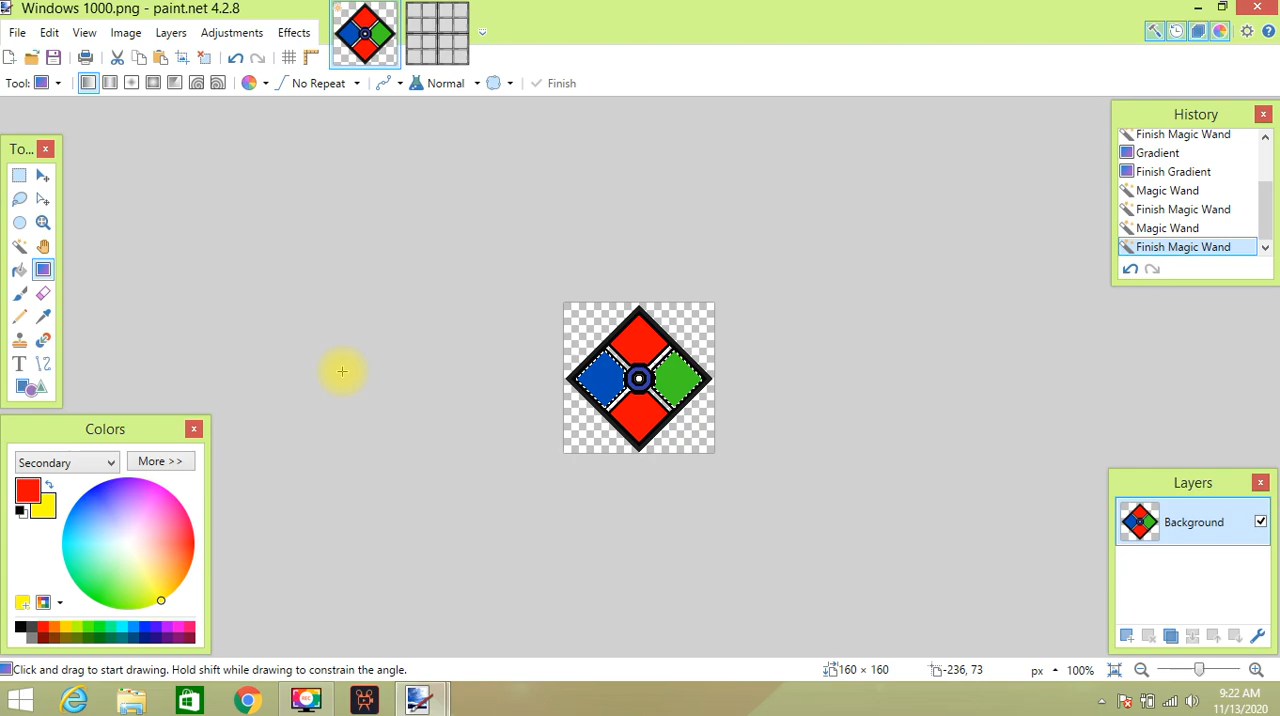 Windows 1000.png - paint.net 4.2.8
File Edit View Image Layers Adjustments Effects
Tool: No Repeat Normal Finish
History
Finish Magic Wand
Gradient
Finish Gradient
Magic Wand
Finish Magic Wand
Magic Wand
Finish Magic Wand
To...
T
Colors
Secondary More >>
Layers
Background
Click and drag to start drawing. Hold shift while drawing to constrain the angle. 160 × 160 -236, 73 px 100%
REC
9:22 AM
11/13/2020